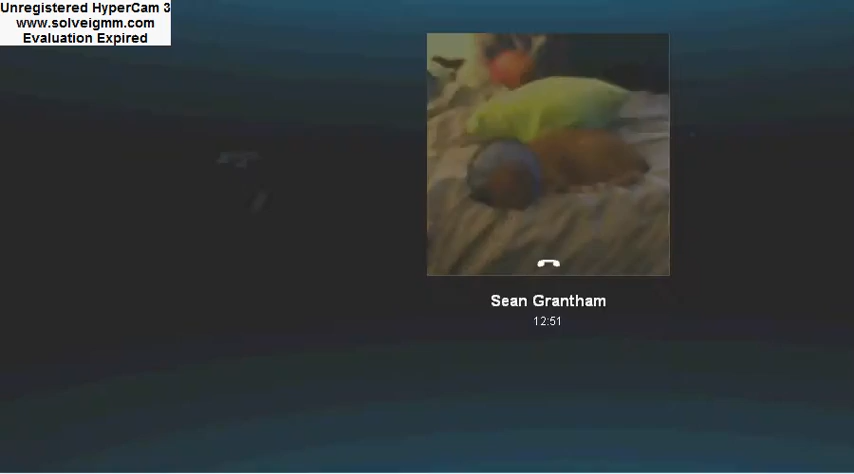 Unregistered HyperCam 3
www.solveigmm.com
Evaluation Expired
Sean Grantham
12:51